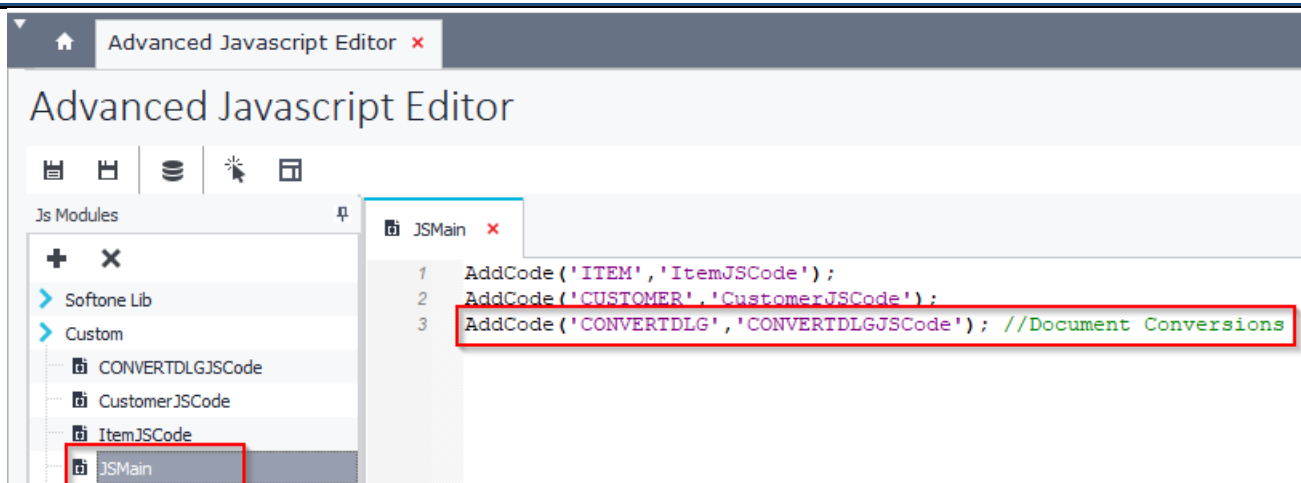 Advanced Javascript Editor ×
Advanced Javascript Editor
Js Modules
Softone Lib
Custom
CONVERTDLGJSCode
CustomerJSCode
ItemJSCode
JSMain
JSMain ×
1 AddCode('ITEM','ItemJSCode');
2 AddCode('CUSTOMER','CustomerJSCode');
3 AddCode('CONVERTDLG','CONVERTDLGJSCode'); //Document Conversions